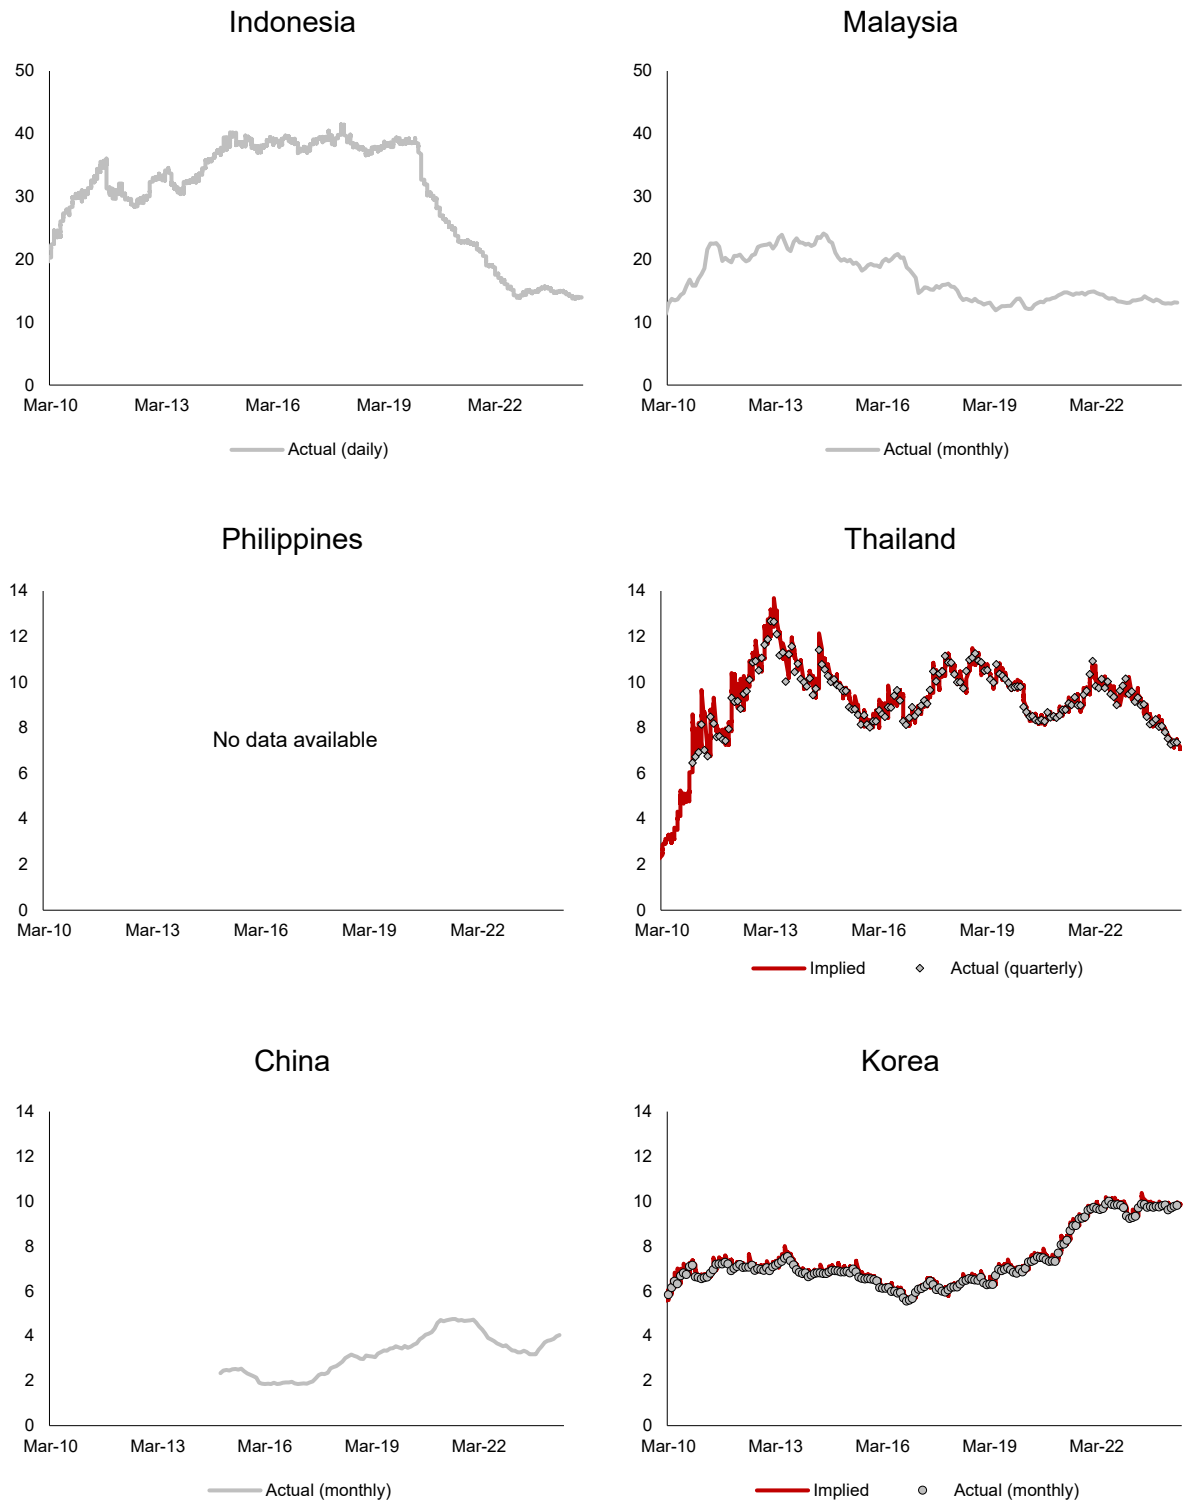 Indonesia
50
40
30
20
10
0
Mar-10 Mar-13 Mar-16 Mar-19 Mar-22
Actual (daily)
Malaysia
50
40
30
20
10
0
Mar-10 Mar-13 Mar-16 Mar-19 Mar-22
Actual (monthly)
Philippines
14
12
10
8
6
4
2
0
No data available
Mar-10 Mar-13 Mar-16 Mar-19 Mar-22
Thailand
14
12
10
8
6
4
2
0
Mar-10 Mar-13 Mar-16 Mar-19 Mar-22
Implied Actual (quarterly)
China
14
12
10
8
6
4
2
0
Mar-10 Mar-13 Mar-16 Mar-19 Mar-22
Actual (monthly)
Korea
14
12
10
8
6
4
2
0
Mar-10 Mar-13 Mar-16 Mar-19 Mar-22
Implied Actual (monthly)